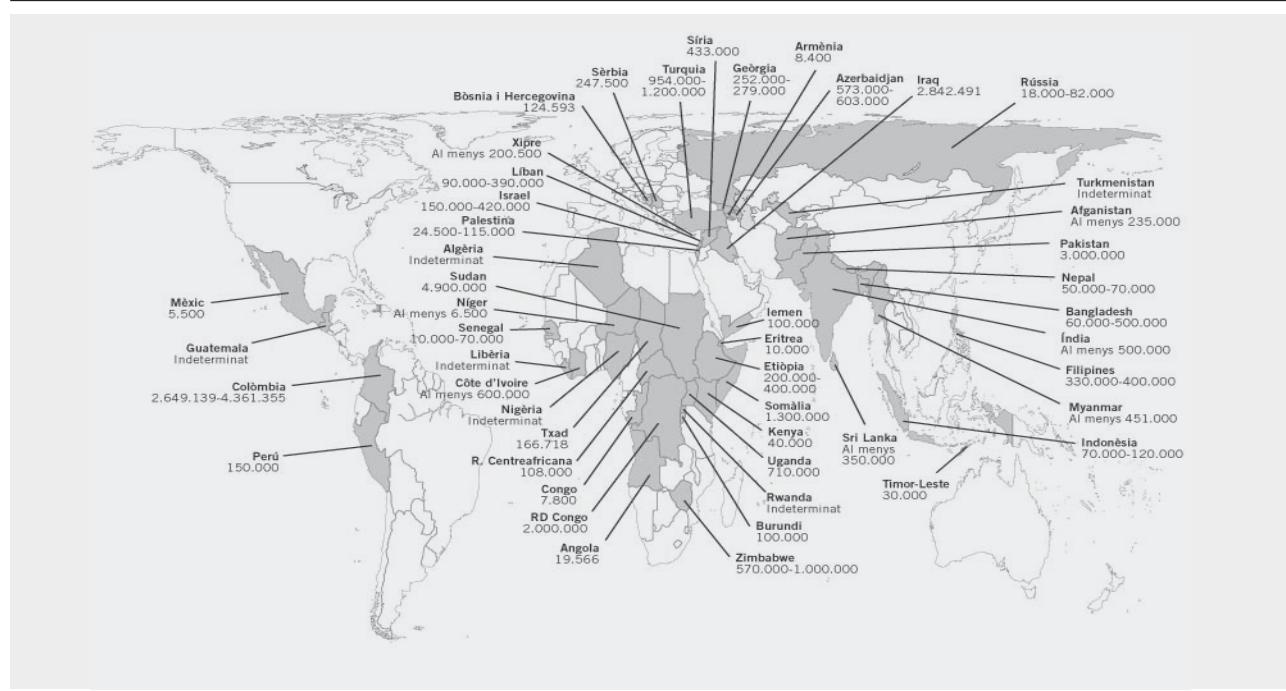 Síria
433.000
Armènia
8.400
Sèrbia
247.500
Turquia
954.000-
1.200.000
Geòrgia
252.000-
279.000
Azerbaidjan
573.000-
603.000
Iraq
2.842.491
Rússia
18.000-82.000
Bòsnia i Hercegovina
124.593
Xipre
Al menys 200.500
Líban
90.000-390.000
Israel
150.000-420.000
Palestina
24.500-115.000
Algèria
Indeterminat
Sudan
4.900.000
Níger
Al menys 6.500
Senegal
10.000-70.000
Libèria
Indeterminat
Côte d'Ivoire
Al menys 600.000
Nigèria
Indeterminat
Txad
166.718
R. Centreafricana
108.000
Congo
7.800
RD Congo
2.000.000
Angola
19.566
Mèxic
5.500
Guatemala
Indeterminat
Colòmbia
2.649.139-4.361.355
Perú
150.000
Iemen
100.000
Eritrea
10.000
Etiòpia
200.000-
400.000
Somàlia
1.300.000
Kenya
40.000
Uganda
710.000
Rwanda
Indeterminat
Burundi
100.000
Zimbabwe
570.000-1.000.000
Turkmenistan
Indeterminat
Afganistan
Al menys 235.000
Pakistan
3.000.000
Nepal
50.000-70.000
Bangladesh
60.000-500.000
Índia
Al menys 500.000
Filipines
330.000-400.000
Myanmar
Al menys 451.000
Indonèsia
70.000-120.000
Sri Lanka
Al menys
350.000
Timor-Leste
30.000